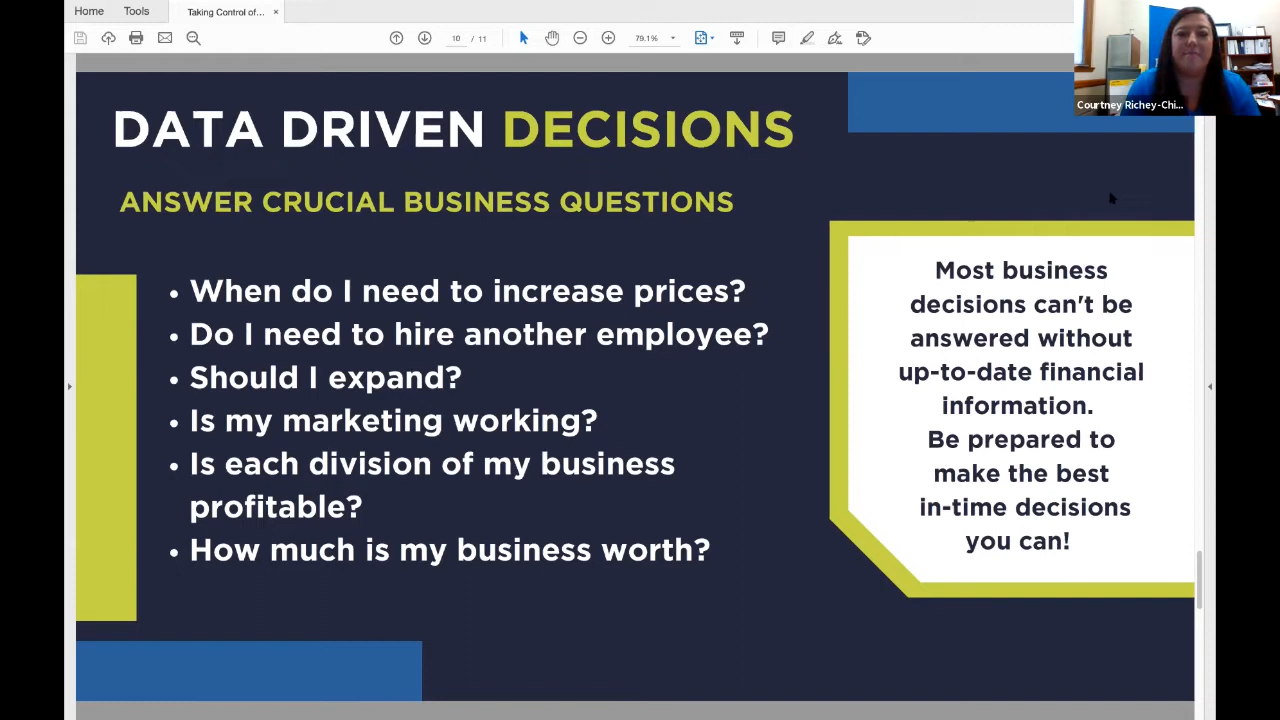 Home
Tools
Taking Control of...
×
10 / 11
79.1%
Courtney Richey-Chi...
DATA DRIVEN DECISIONS
ANSWER CRUCIAL BUSINESS QUESTIONS
• When do I need to increase prices?
• Do I need to hire another employee?
• Should I expand?
• Is my marketing working?
• Is each division of my business
profitable?
• How much is my business worth?
Most business
decisions can't be
answered without
up-to-date financial
information.
Be prepared to
make the best
in-time decisions
you can!